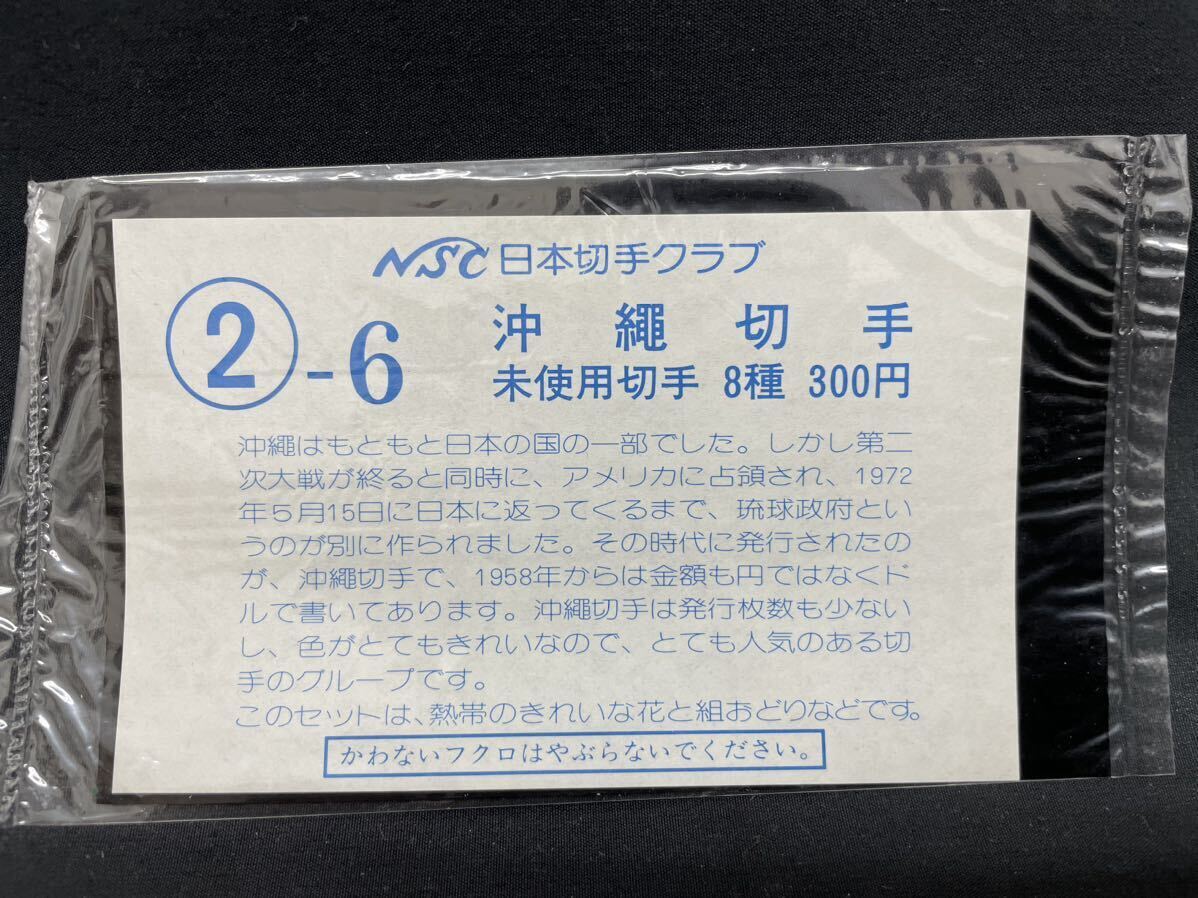 NSC 日本切手クラブ
②-6
沖繩切手
未使用切手 8種 300円
沖繩はもともと日本の国の一部でした。しかし第二
次大戦が終ると同時に、アメリカに占領され、1972
年5月15日に日本に返ってくるまで、琉球政府とい
うのが別に作られました。その時代に発行されたの
が、沖繩切手で、1958年からは金額も円ではなくド
ルで書いてあります。沖繩切手は発行枚数も少ない
し、色がとてもきれいなので、とても人気のある切
手のグループです。
このセットは、熱帯のきれいな花と組おどりなどです。
かわないフクロはやぶらないでください。